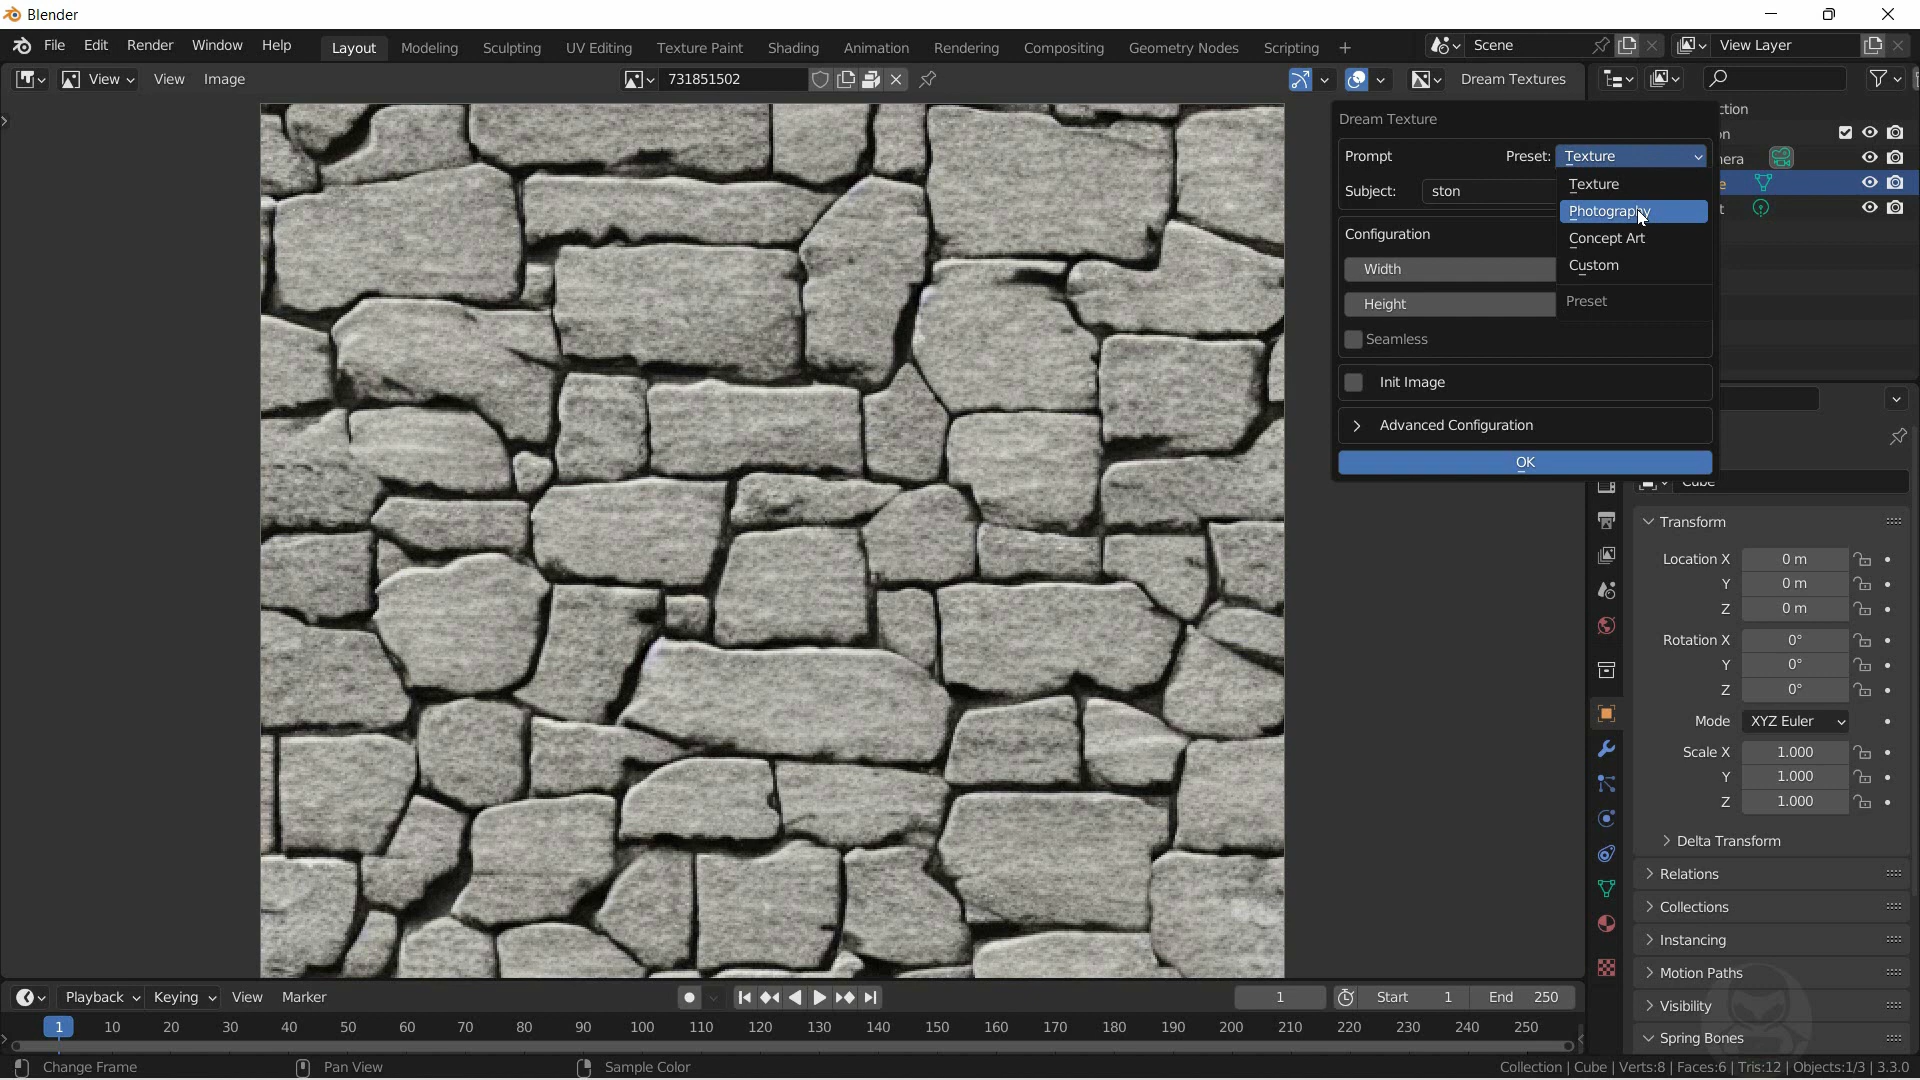 Blender
File Edit Render Window Help Layout Modeling Sculpting UV Editing Texture Paint Shading Animation Rendering Compositing Geometry Nodes Scripting + Scene View Layer
View View Image 731851502 Dream Textures
Dream Texture
Prompt Preset: Texture
Subject: ston
Texture
Photography
Concept Art
Custom
Preset
Configuration
Width
Height
Seamless
Init Image
Advanced Configuration
OK
ction
n
nera
e
t
Cube
Transform
Location X 0 m
Y 0 m
Z 0 m
Rotation X 0°
Y 0°
Z 0°
Mode XYZ Euler
Scale X 1.000
Y 1.000
Z 1.000
Delta Transform
Relations
Collections
Instancing
Motion Paths
Visibility
Spring Bones
Playback Keying View Marker 1 Start 1 End 250
1 10 20 30 40 50 60 70 80 90 100 110 120 130 140 150 160 170 180 190 200 210 220 230 240 250
Change Frame Pan View Sample Color Collection | Cube | Verts:8 | Faces:6 | Tris:12 | Objects:1/3 | 3.3.0